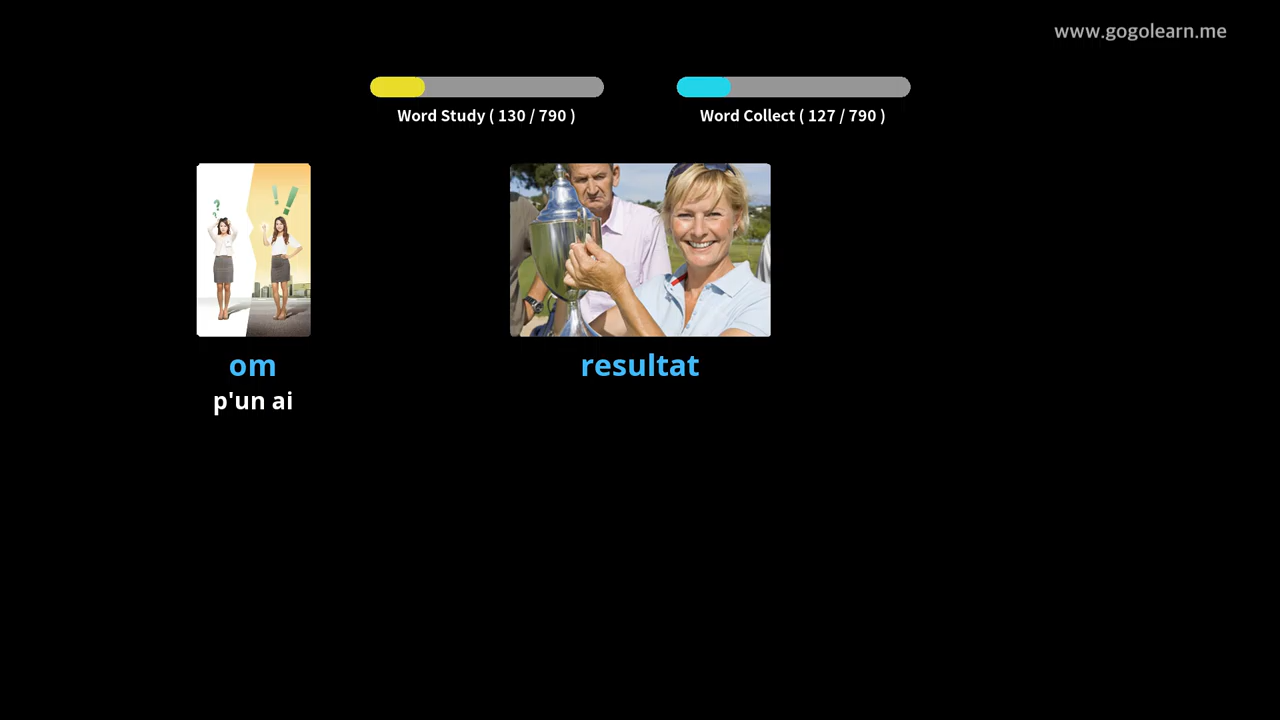 www.gogolearn.me
Word Study ( 130 / 790 )
Word Collect ( 127 / 790 )
om
p'un ai
resultat